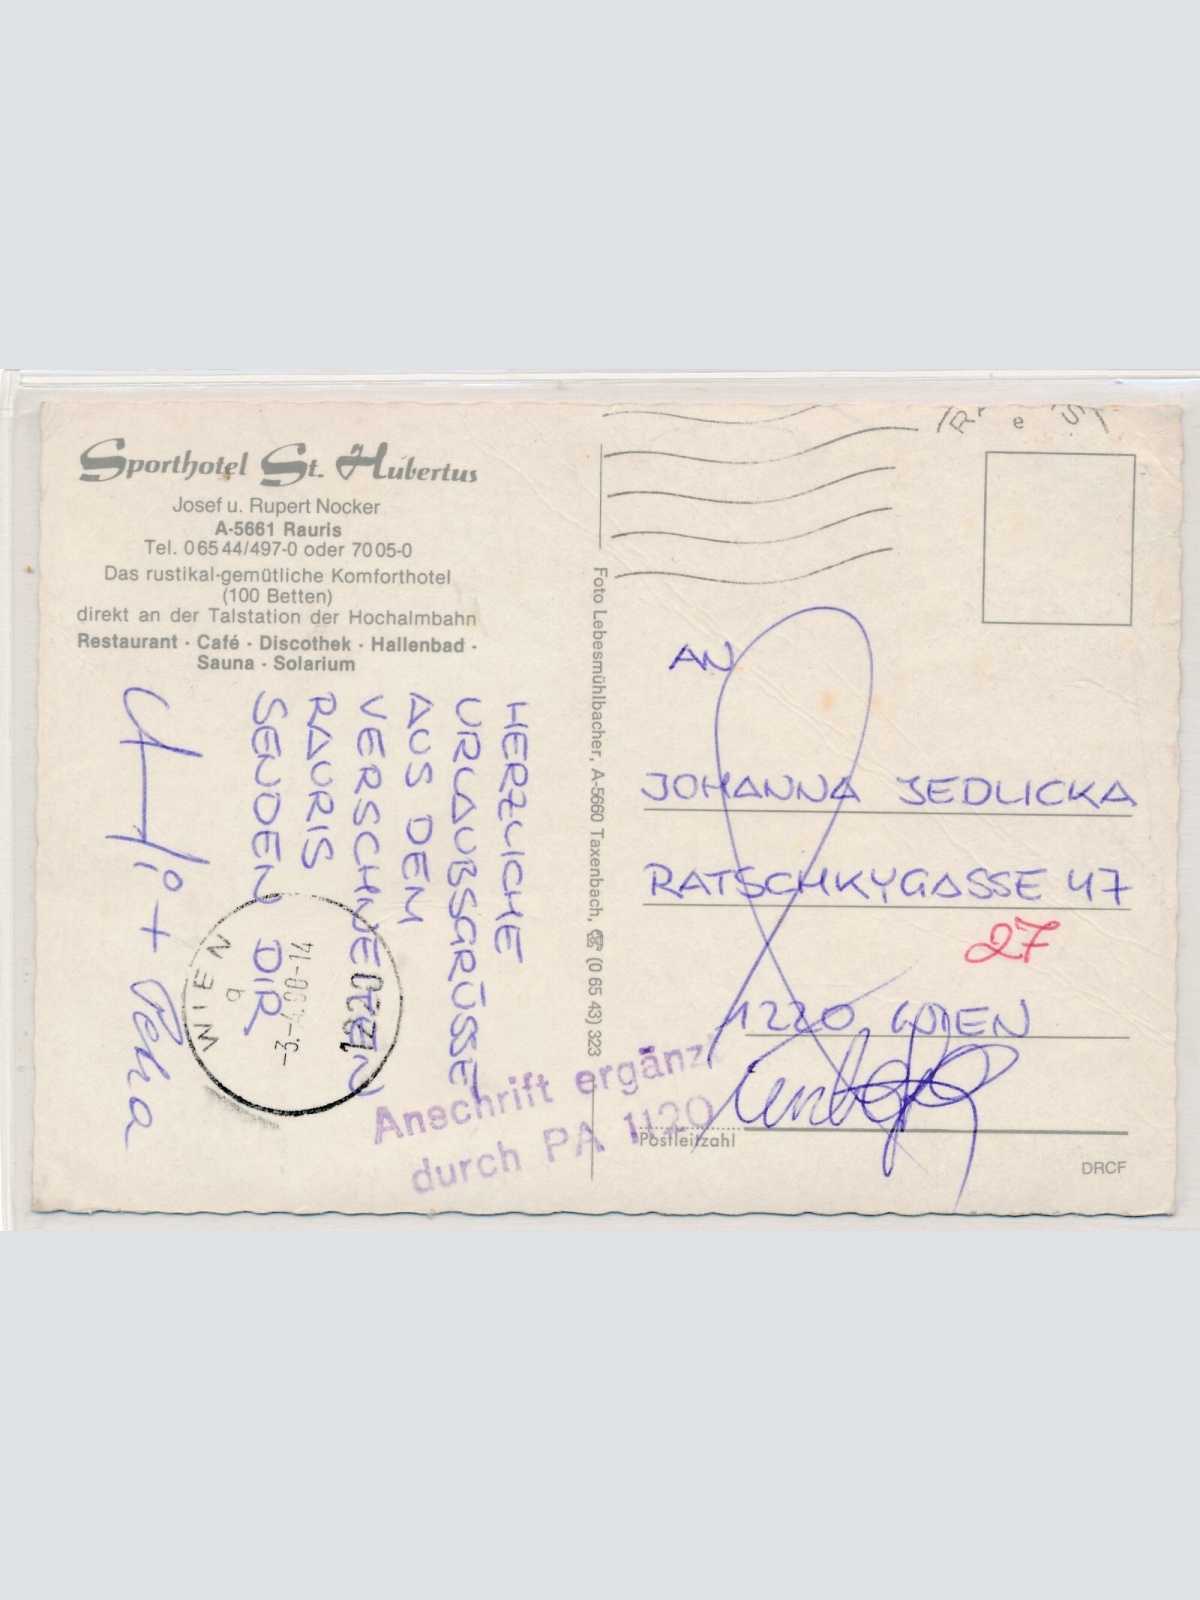 Sporthotel St. Hubertus
Josef u. Rupert Nocker
A-5661 Rauris
Tel. 06544/497-0 oder 7005-0
Das rustikal-gemütliche Komforthotel
(100 Betten)
direkt an der Talstation der Hochalmbahn
Restaurant · Café · Discothek · Hallenbad ·
Sauna · Solarium
HERZLICHE
URLAUBSGRÜSSE
AUS DEM
VERSCHNEITEN
RAURIS
SENDEN DIR
+
WIEN
-3.-4.90-14
1220
Anschrift ergänzt
durch PA 1120
Foto Lebesmühlbacher, A-5660 Taxenbach, ☎ (0 65 43) 323
AN
JOHANNA JEDLICKA
RATSCHKYGASSE 47
27
1220 WIEN
Postleitzahl
DRCF